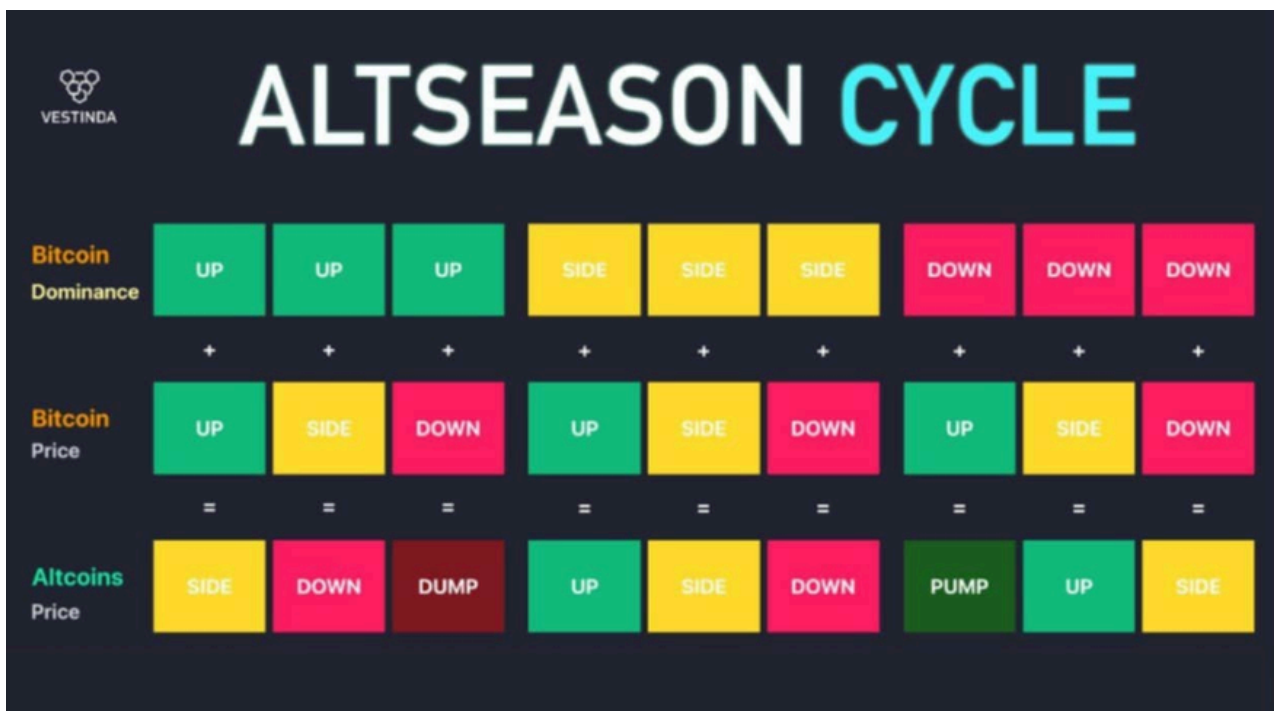 VESTINDA
ALTSEASON CYCLE
Bitcoin Dominance UP UP UP SIDE SIDE SIDE DOWN DOWN DOWN
+ + + + + + + + +
Bitcoin Price UP SIDE DOWN UP SIDE DOWN UP SIDE DOWN
= = = = = = = = =
Altcoins Price SIDE DOWN DUMP UP SIDE DOWN PUMP UP SIDE